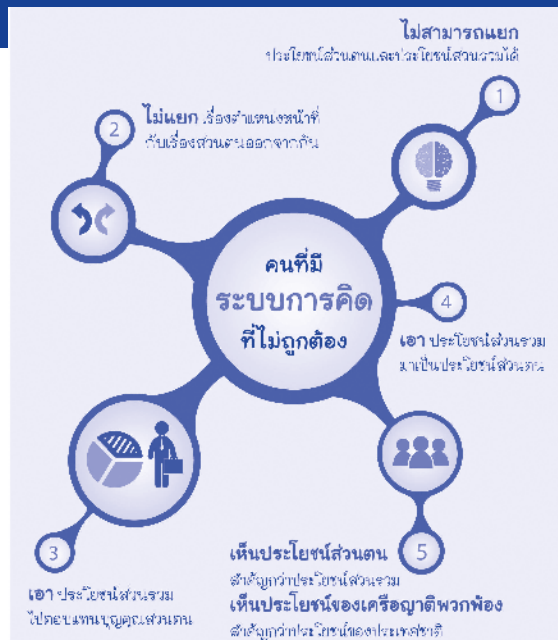 ไม่สามารถแยก
ประโยชน์ส่วนตนและประโยชน์ส่วนรวมได้
1
2
ไม่แยก เรื่องตำแหน่งหน้าที่
กับเรื่องส่วนตนออกจากกัน
คนที่มี
ระบบการคิด
ที่ไม่ถูกต้อง
4
เอา ประโยชน์ส่วนรวม
มาเป็นประโยชน์ส่วนตน
3
เอา ประโยชน์ส่วนรวม
ไปตอบแทนบุญคุณส่วนตน
5
เห็นประโยชน์ส่วนตน
สำคัญกว่าประโยชน์ส่วนรวม
เห็นประโยชน์ของเครือญาติพวกพ้อง
สำคัญกว่าประโยชน์ของประเทศชาติ